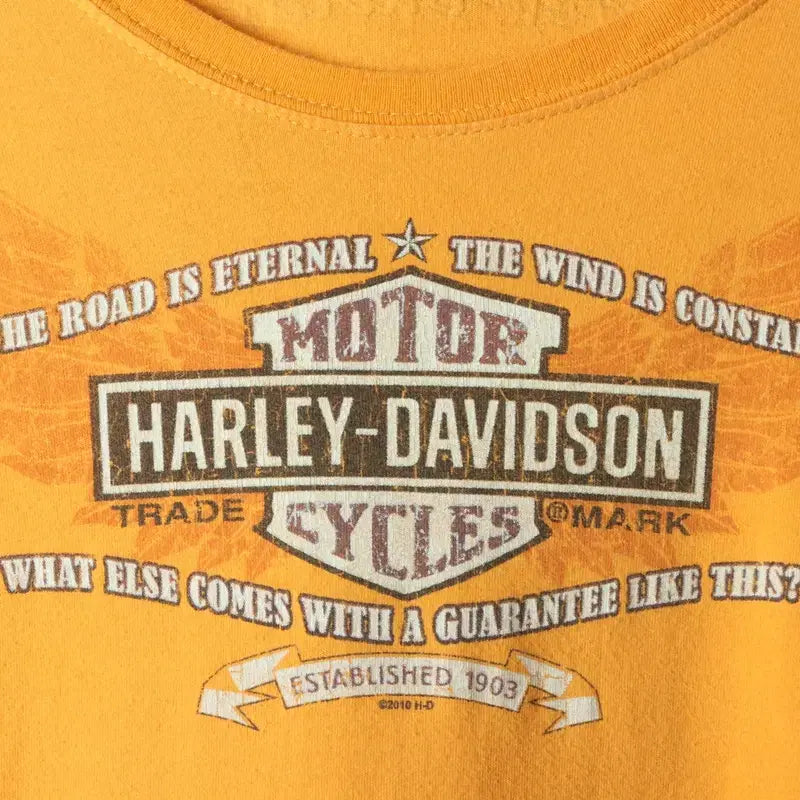 HE ROAD IS ETERNAL ★ THE WIND IS CONSTA
MOTOR
HARLEY-DAVIDSON
TRADE ®MARK
CYCLES
WHAT ELSE COMES WITH A GUARANTEE LIKE THIS?
ESTABLISHED 1903
©2010 H-D